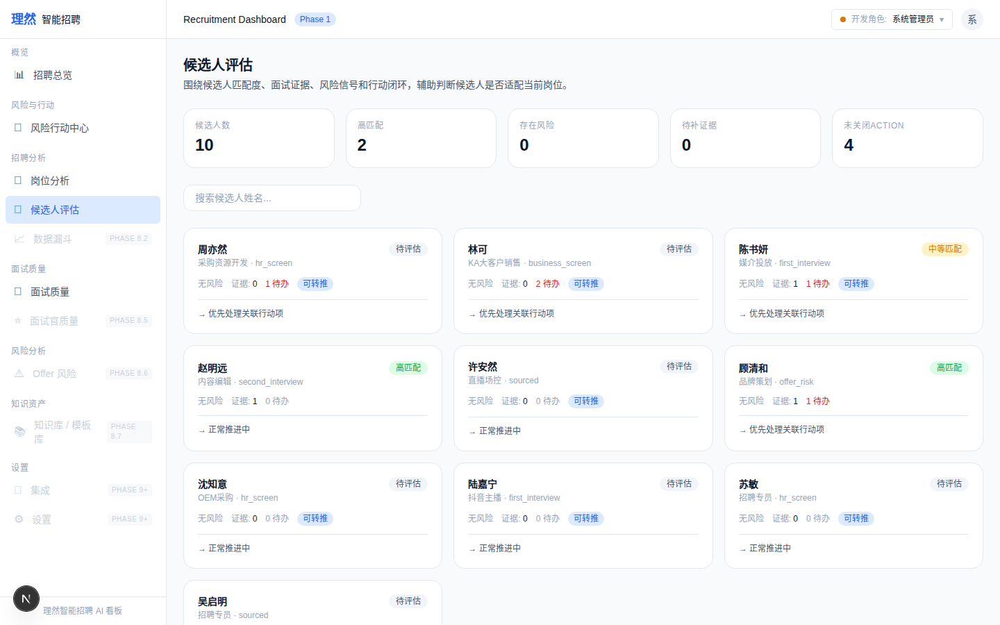 理然 智能招聘
Recruitment Dashboard Phase 1
开发角色: 系统管理员 ▾ 系
概览
招聘总览
风险与行动
风险行动中心
招聘分析
岗位分析
候选人评估
数据漏斗 PHASE 8.2
面试质量
面试质量
面试官质量 PHASE 8.5
风险分析
Offer 风险 PHASE 8.6
知识资产
知识库 / 模板
库
PHASE
8.7
设置
集成 PHASE 9+
设置 PHASE 9+
理然智能招聘 AI 看板
候选人评估
围绕候选人匹配度、面试证据、风险信号和行动闭环，辅助判断候选人是否适配当前岗位。
候选人数
10
高匹配
2
存在风险
0
待补证据
0
未关闭ACTION
4
搜索候选人姓名...
周亦然 待评估
采购资源开发 · hr_screen
无风险 证据: 0 1 待办 可转推
→ 优先处理关联行动项
林可 待评估
KA大客户销售 · business_screen
无风险 证据: 0 2 待办 可转推
→ 优先处理关联行动项
陈书妍 中等匹配
媒介投放 · first_interview
无风险 证据: 1 1 待办 可转推
→ 优先处理关联行动项
赵明远 高匹配
内容编辑 · second_interview
无风险 证据: 1 0 待办
→ 正常推进中
许安然 待评估
直播场控 · sourced
无风险 证据: 0 0 待办 可转推
→ 正常推进中
顾清和 高匹配
品牌策划 · offer_risk
无风险 证据: 1 1 待办
→ 优先处理关联行动项
沈知意 待评估
OEM采购 · hr_screen
无风险 证据: 0 0 待办 可转推
→ 正常推进中
陆嘉宁 待评估
抖音主播 · first_interview
无风险 证据: 0 0 待办 可转推
→ 正常推进中
苏敏 待评估
招聘专员 · hr_screen
无风险 证据: 0 0 待办 可转推
→ 正常推进中
吴启明 待评估
招聘专员 · sourced